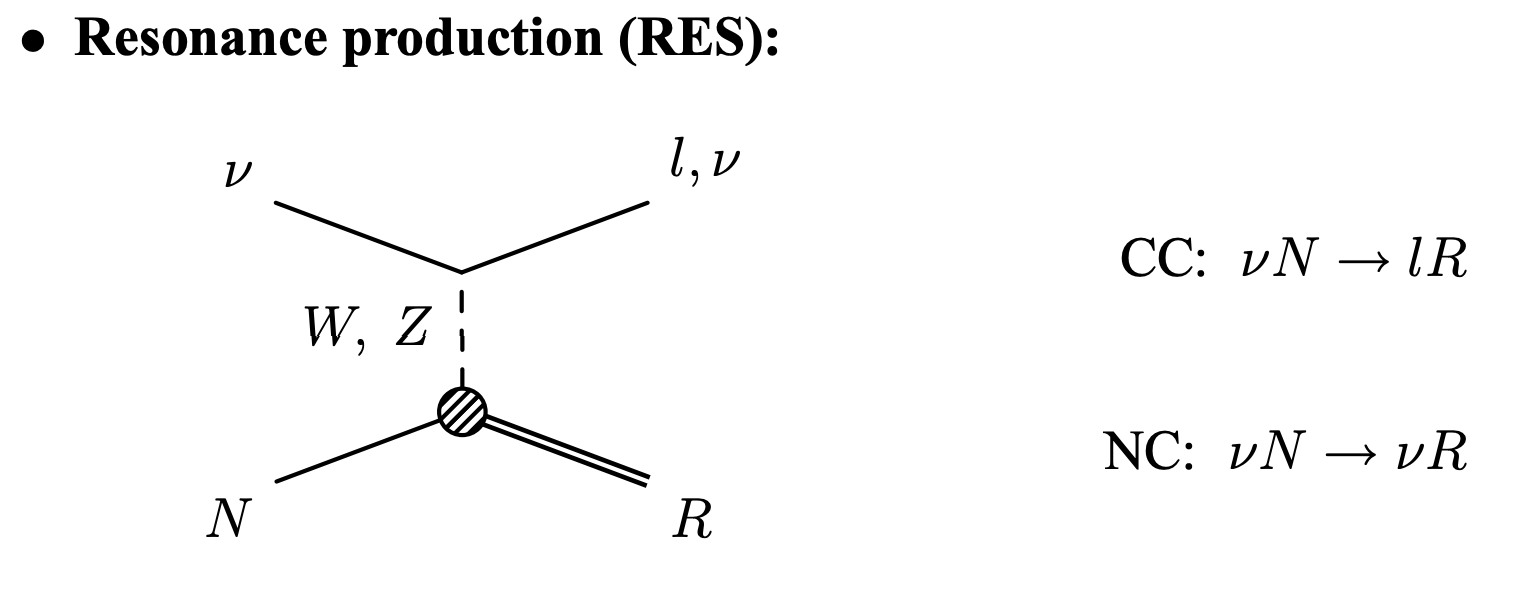 • Resonance production (RES):
ν
l, ν
W, Z
CC: νN → lR
NC: νN → νR
N
R